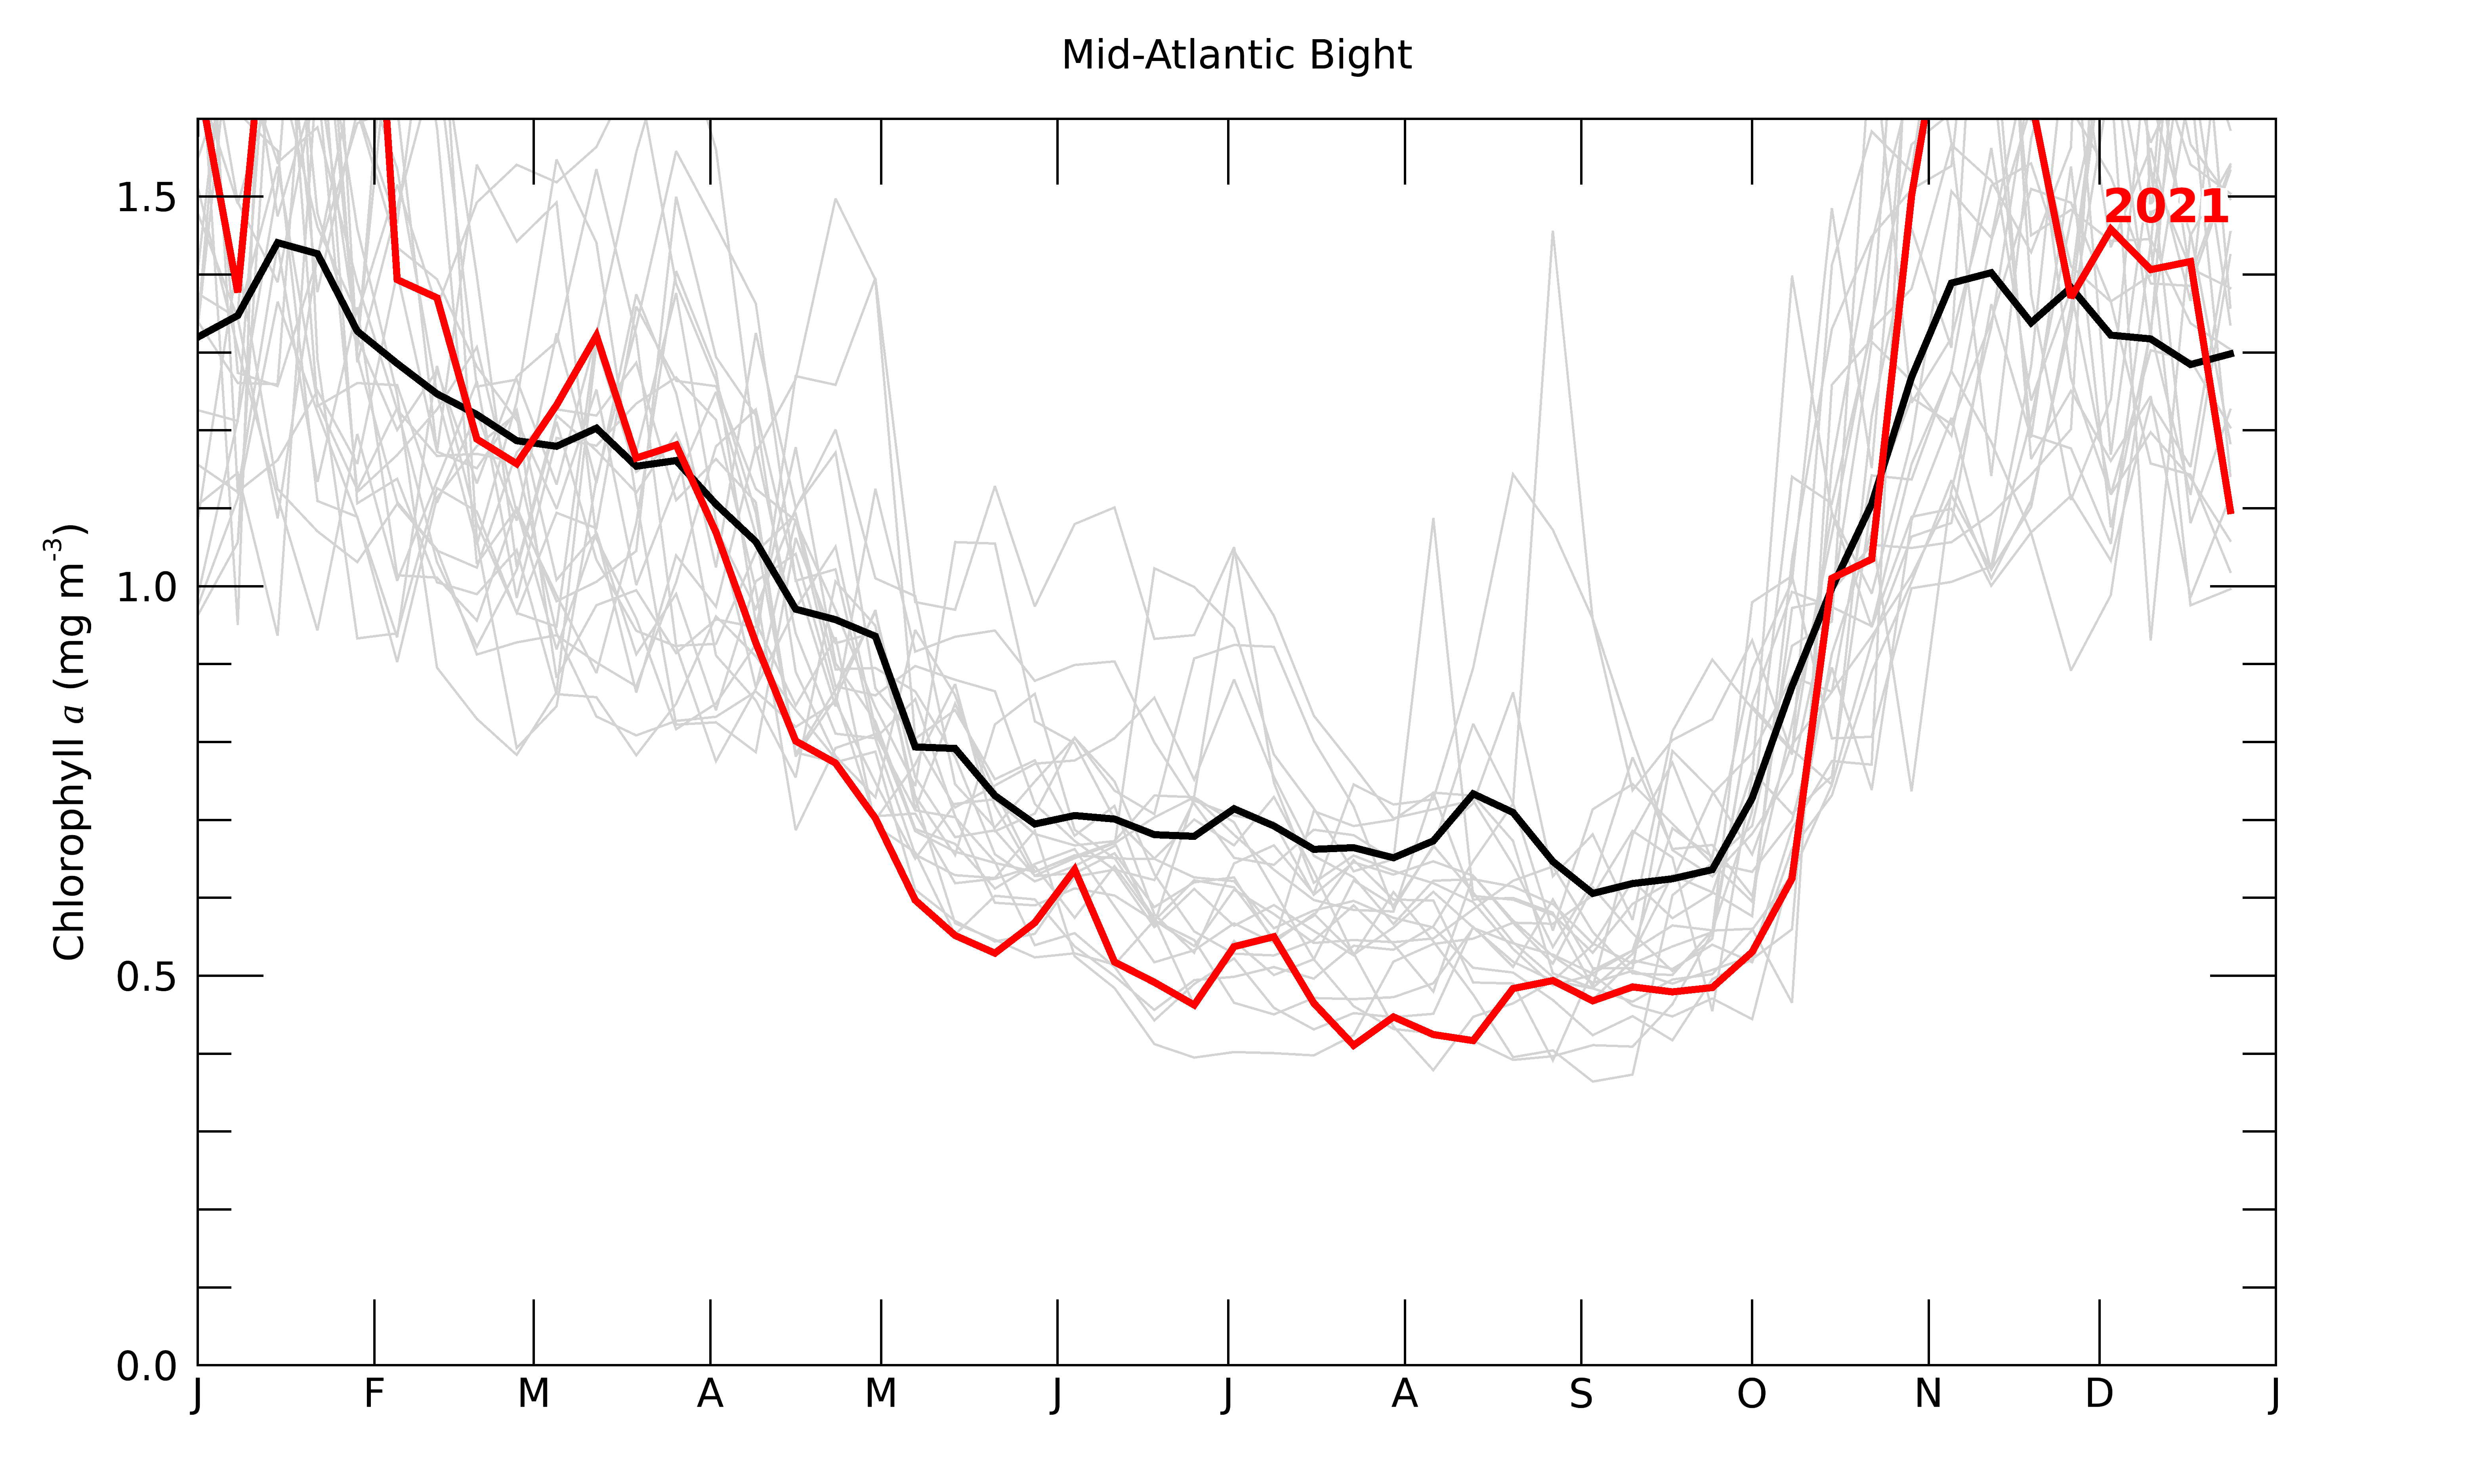 Mid-Atlantic Bight
Chlorophyll a (mg m⁻³)
1.5
1.0
0.5
0.0
2021
J F M A M J J A S O N D J